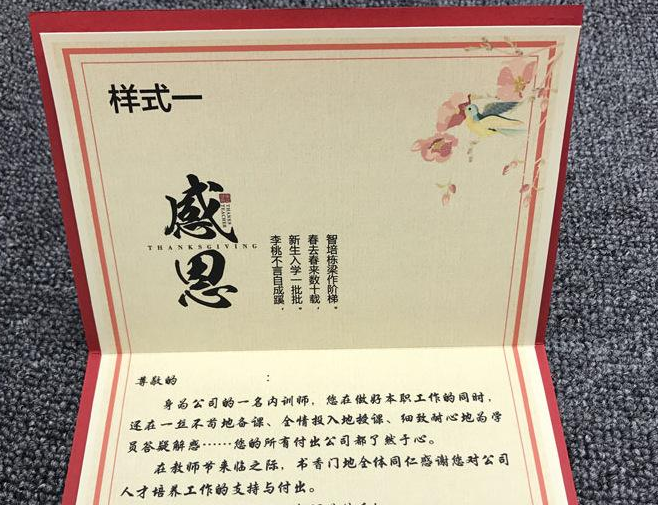 样式一
感恩
THANKS TEACHER
THANKSGIVING
李桃不言自成蹊，
新生入学一批批。
春去春来数十载，
智培栋梁作阶梯。
尊敬的　　　：
身为公司的一名内训师，您在做好本职工作的同时，
还在一丝不苟地备课、全情投入地授课、细致耐心地为学
员答疑解惑……您的所有付出公司都了然于心。
在教师节来临之际，书香门地全体同仁感谢您对公司
人才培养工作的支持与付出。